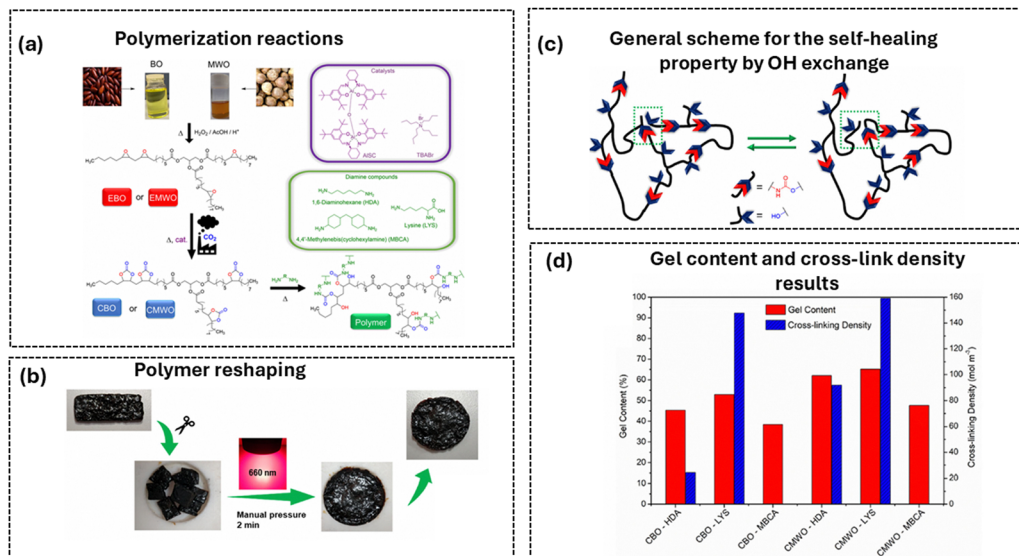 (a)
Polymerization reactions
BO
MWO
H₂O₂ / AcOH / H⁺
Δ
H₃C
CH₃
EBO or EMWO
Δ, cat.
CO₂
CBO or CMWO
Δ
Polymer
Catalysts
AlSC
TBABr
Diamine compounds
H₂N
NH₂
1,6-Diaminohexane (HDA)
Lysine (LYS)
4,4'-Methylenebis(cyclohexylamine) (MBCA)
(b)
Polymer reshaping
660 nm
Manual pressure
2 min
(c)
General scheme for the self-healing
property by OH exchange
=
= HO
(d)
Gel content and cross-link density
results
Gel Content
Cross-linking Density
Gel Content (%)
100
90
80
70
60
50
40
30
20
10
0
Cross-linking Density (mol m⁻³)
160
140
120
100
80
60
40
20
0
CBO - HDA
CBO - LYS
CBO - MBCA
CMWO - HDA
CMWO - LYS
CMWO - MBCA